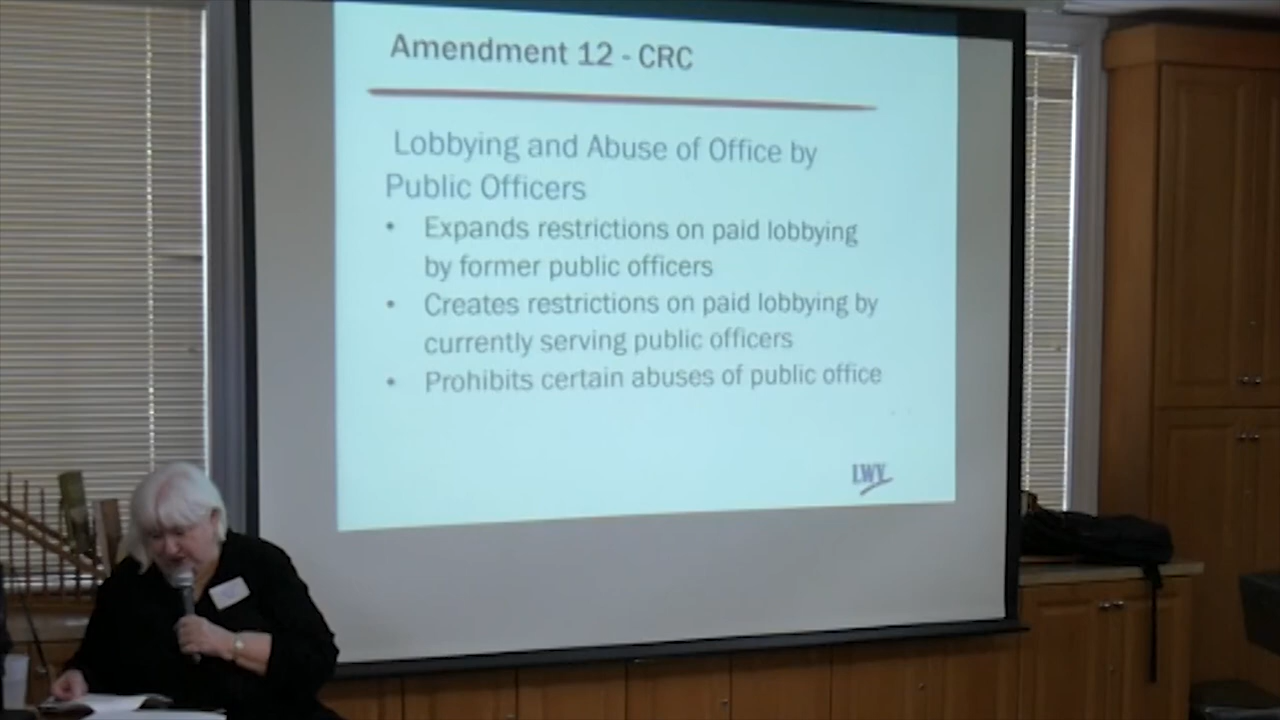 Amendment 12 - CRC
Lobbying and Abuse of Office by
Public Officers
• Expands restrictions on paid lobbying
by former public officers
• Creates restrictions on paid lobbying by
currently serving public officers
• Prohibits certain abuses of public office
LWV